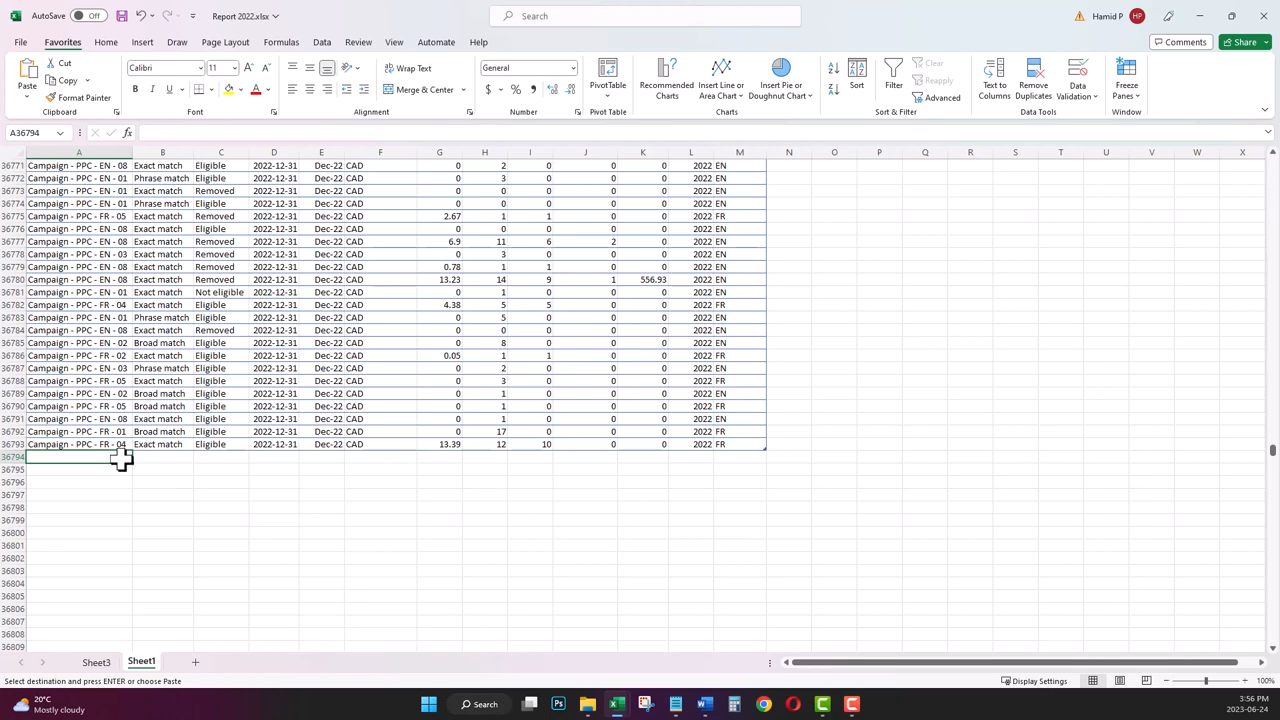 AutoSave Off Report 2022.xlsx Search Hamid P HP
File Favorites Home Insert Draw Page Layout Formulas Data Review View Automate Help Comments Share
Paste Cut Copy Format Painter
Calibri 11
B I U
Wrap Text
Merge & Center
General
$ %
PivotTable
Recommended Charts
Insert Line or Area Chart
Insert Pie or Doughnut Chart
Sort
Filter
Clear
Reapply
Advanced
Text to Columns
Remove Duplicates
Data Validation
Freeze Panes
Clipboard Font Alignment Number Pivot Table Charts Sort & Filter Data Tools Window
A36794 fx
A B C D E F G H I J K L M N O P Q R S T U V W X
36771 Campaign - PPC - EN - 08 Exact match Eligible 2022-12-31 Dec-22 CAD 0 2 0 0 0 2022 EN
36772 Campaign - PPC - EN - 01 Phrase match Eligible 2022-12-31 Dec-22 CAD 0 3 0 0 0 2022 EN
36773 Campaign - PPC - EN - 01 Exact match Removed 2022-12-31 Dec-22 CAD 0 0 0 0 0 2022 EN
36774 Campaign - PPC - EN - 01 Phrase match Eligible 2022-12-31 Dec-22 CAD 0 0 0 0 0 2022 EN
36775 Campaign - PPC - FR - 05 Exact match Removed 2022-12-31 Dec-22 CAD 2.67 1 1 0 0 2022 FR
36776 Campaign - PPC - EN - 08 Exact match Eligible 2022-12-31 Dec-22 CAD 0 0 0 0 0 2022 EN
36777 Campaign - PPC - EN - 08 Exact match Removed 2022-12-31 Dec-22 CAD 6.9 11 6 2 0 2022 EN
36778 Campaign - PPC - EN - 03 Exact match Removed 2022-12-31 Dec-22 CAD 0 3 0 0 0 2022 EN
36779 Campaign - PPC - EN - 08 Exact match Removed 2022-12-31 Dec-22 CAD 0.78 1 1 0 0 2022 EN
36780 Campaign - PPC - EN - 08 Exact match Removed 2022-12-31 Dec-22 CAD 13.23 14 9 1 556.93 2022 EN
36781 Campaign - PPC - EN - 01 Exact match Not eligible 2022-12-31 Dec-22 CAD 0 1 0 0 0 2022 EN
36782 Campaign - PPC - FR - 04 Exact match Eligible 2022-12-31 Dec-22 CAD 4.38 5 5 0 0 2022 FR
36783 Campaign - PPC - EN - 01 Phrase match Eligible 2022-12-31 Dec-22 CAD 0 5 0 0 0 2022 EN
36784 Campaign - PPC - EN - 08 Exact match Removed 2022-12-31 Dec-22 CAD 0 0 0 0 0 2022 EN
36785 Campaign - PPC - EN - 02 Broad match Eligible 2022-12-31 Dec-22 CAD 0 8 0 0 0 2022 EN
36786 Campaign - PPC - FR - 02 Exact match Eligible 2022-12-31 Dec-22 CAD 0.05 1 1 0 0 2022 FR
36787 Campaign - PPC - EN - 03 Phrase match Eligible 2022-12-31 Dec-22 CAD 0 2 0 0 0 2022 EN
36788 Campaign - PPC - FR - 05 Exact match Eligible 2022-12-31 Dec-22 CAD 0 3 0 0 0 2022 FR
36789 Campaign - PPC - EN - 02 Broad match Eligible 2022-12-31 Dec-22 CAD 0 1 0 0 0 2022 EN
36790 Campaign - PPC - FR - 05 Broad match Eligible 2022-12-31 Dec-22 CAD 0 1 0 0 0 2022 FR
36791 Campaign - PPC - EN - 08 Exact match Eligible 2022-12-31 Dec-22 CAD 0 1 0 0 0 2022 EN
36792 Campaign - PPC - FR - 01 Broad match Eligible 2022-12-31 Dec-22 CAD 0 17 0 0 0 2022 FR
36793 Campaign - PPC - FR - 04 Exact match Eligible 2022-12-31 Dec-22 CAD 13.39 12 10 0 0 2022 FR
36794
36795
36796
36797
36798
36799
36800
36801
36802
36803
36804
36805
36806
36807
36808
36809
Sheet3 Sheet1
Select destination and press ENTER or choose Paste Display Settings 100%
20°C
Mostly cloudy
Search
3:56 PM
2023-06-24